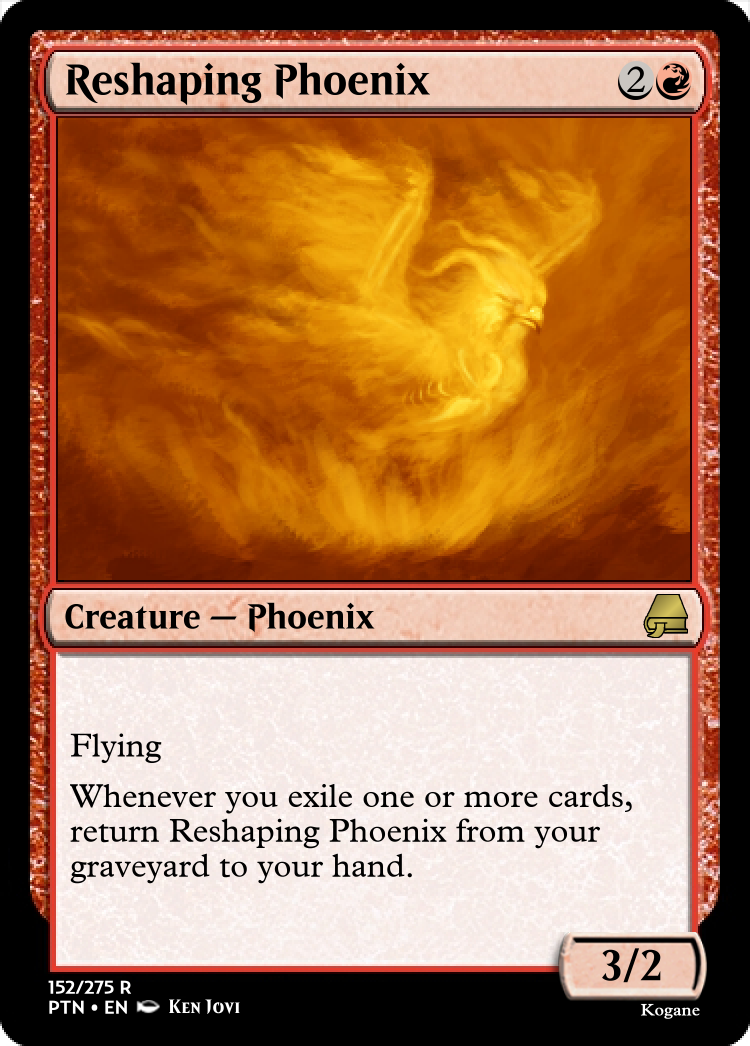 Reshaping Phoenix 2
Creature — Phoenix
Flying
Whenever you exile one or more cards,
return Reshaping Phoenix from your
graveyard to your hand.
3/2
152/275 R
PTN • EN Ken Jovi
Kogane